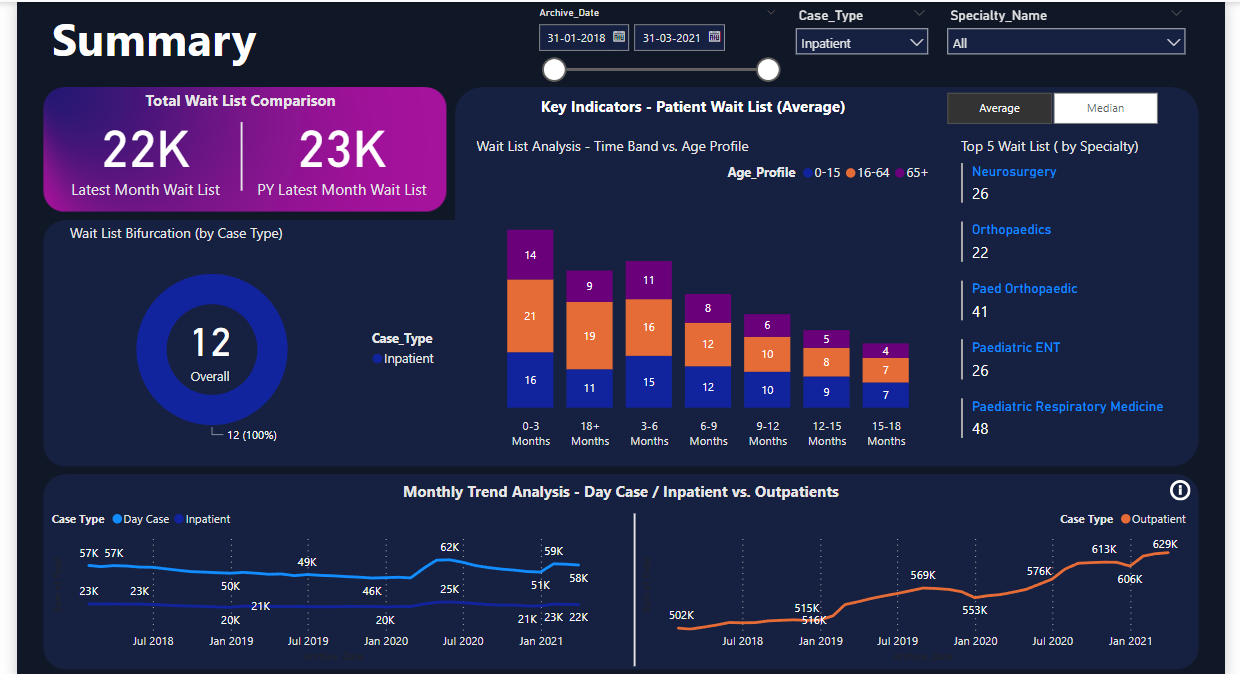 Summary
Archive_Date
31-01-2018
31-03-2021
Case_Type
Inpatient
Specialty_Name
All
Total Wait List Comparison
22K
Latest Month Wait List
23K
PY Latest Month Wait List
Key Indicators - Patient Wait List (Average)
Average
Median
Wait List Bifurcation (by Case Type)
12
Overall
12 (100%)
Case_Type
Inpatient
Wait List Analysis - Time Band vs. Age Profile
Age_Profile 0-15 16-64 65+
14
21
16
9
19
11
11
16
15
8
12
12
6
10
10
5
8
9
4
7
7
0-3
Months
18+
Months
3-6
Months
6-9
Months
9-12
Months
12-15
Months
15-18
Months
Top 5 Wait List ( by Specialty)
Neurosurgery
26
Orthopaedics
22
Paed Orthopaedic
41
Paediatric ENT
26
Paediatric Respiratory Medicine
48
Monthly Trend Analysis - Day Case / Inpatient vs. Outpatients
Case Type Day Case Inpatient
57K 57K 50K 49K 46K 62K 51K 59K 58K
23K 23K 20K 21K 20K 25K 21K 23K 22K
Jul 2018 Jan 2019 Jul 2019 Jan 2020 Jul 2020 Jan 2021
Case Type Outpatient
502K 515K 516K 569K 553K 576K 613K 606K 629K
Jul 2018 Jan 2019 Jul 2019 Jan 2020 Jul 2020 Jan 2021